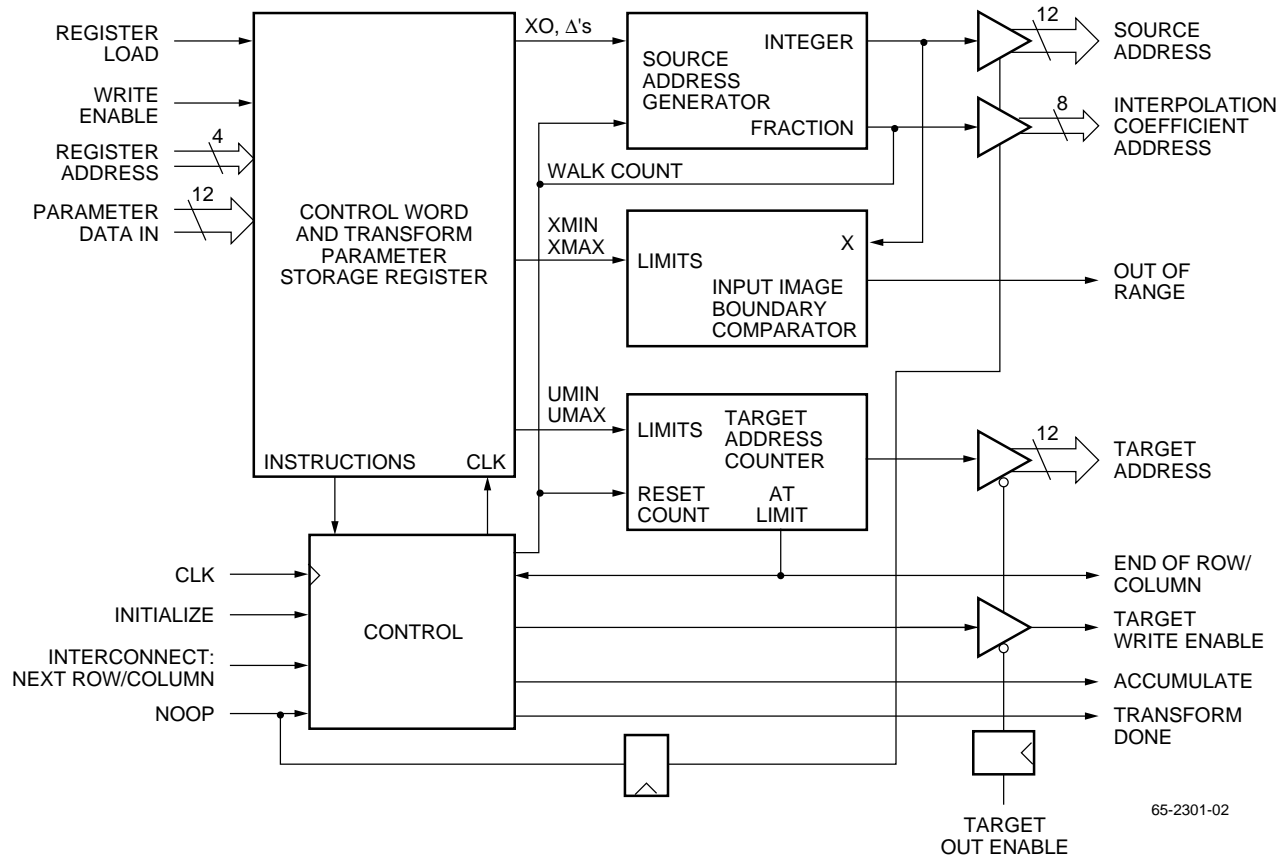 REGISTER
LOAD
WRITE
ENABLE
REGISTER
ADDRESS
4
PARAMETER
DATA IN
12
CONTROL WORD
AND TRANSFORM
PARAMETER
STORAGE REGISTER
INSTRUCTIONS
CLK
XO, Δ's
SOURCE
ADDRESS
GENERATOR
INTEGER
FRACTION
12
SOURCE
ADDRESS
8
INTERPOLATION
COEFFICIENT
ADDRESS
WALK COUNT
XMIN
XMAX
LIMITS
X
INPUT IMAGE
BOUNDARY
COMPARATOR
OUT OF
RANGE
UMIN
UMAX
LIMITS
TARGET
ADDRESS
COUNTER
RESET
COUNT
AT
LIMIT
12
TARGET
ADDRESS
CLK
INITIALIZE
INTERCONNECT:
NEXT ROW/COLUMN
NOOP
CONTROL
END OF ROW/
COLUMN
TARGET
WRITE ENABLE
ACCUMULATE
TRANSFORM
DONE
TARGET
OUT ENABLE
65-2301-02